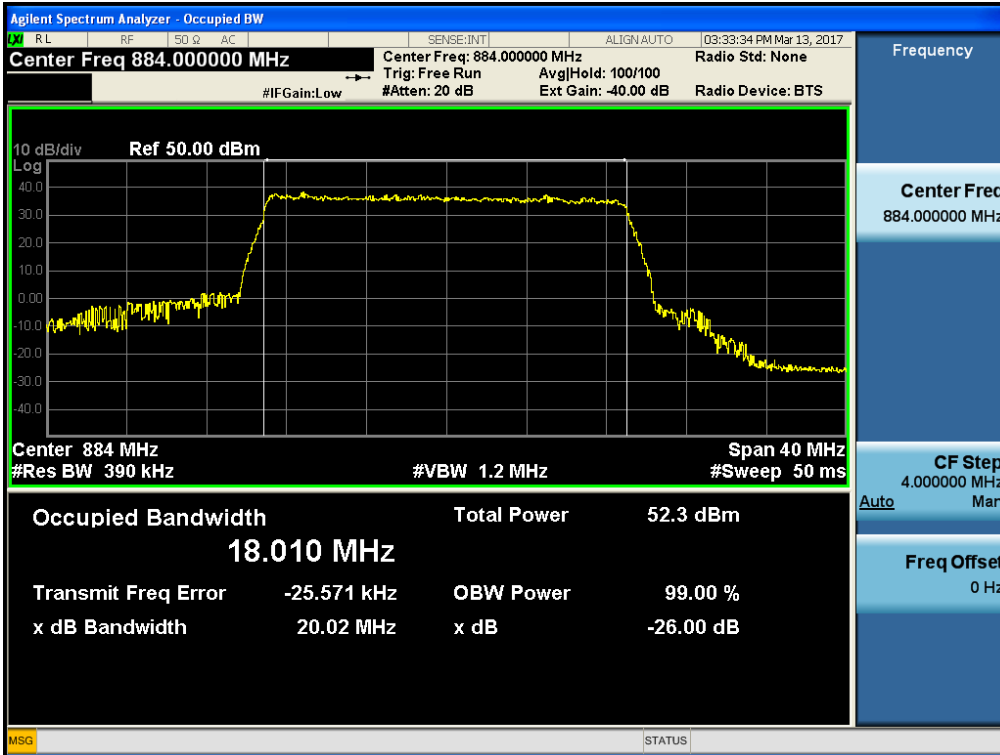 Agilent Spectrum Analyzer - Occupied BW
LXI RL RF 50 Ω AC SENSE:INT ALIGN AUTO 03:33:34 PM Mar 13, 2017
Center Freq 884.000000 MHz
Center Freq: 884.000000 MHz Radio Std: None
Trig: Free Run Avg|Hold: 100/100
#IFGain:Low #Atten: 20 dB Ext Gain: -40.00 dB Radio Device: BTS
10 dB/div Ref 50.00 dBm
Log
40.0
30.0
20.0
10.0
0.00
-10.0
-20.0
-30.0
-40.0
Center 884 MHz Span 40 MHz
#Res BW 390 kHz #VBW 1.2 MHz #Sweep 50 ms
Occupied Bandwidth Total Power 52.3 dBm
18.010 MHz
Transmit Freq Error -25.571 kHz OBW Power 99.00 %
x dB Bandwidth 20.02 MHz x dB -26.00 dB
MSG STATUS
Frequency
Center Freq
884.000000 MHz
CF Step
4.000000 MHz
Auto Man
Freq Offset
0 Hz